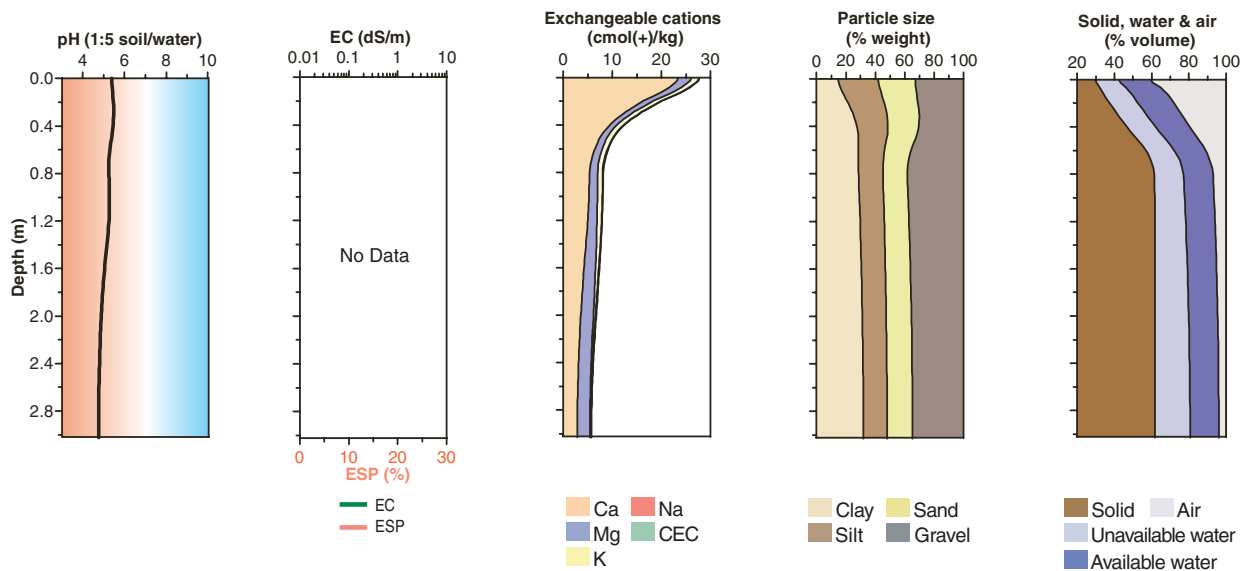 pH (1:5 soil/water)
4 6 8 10
0.0
0.4
0.8
1.2
1.6
2.0
2.4
2.8
Depth (m)
EC (dS/m)
0.01 0.1 1 10
No Data
0 10 20 30
ESP (%)
EC
ESP
Exchangeable cations
(cmol(+)/kg)
0 10 20 30
Ca
Na
Mg
CEC
K
Particle size
(% weight)
0 20 40 60 80 100
Clay
Sand
Silt
Gravel
Solid, water & air
(% volume)
20 40 60 80 100
Solid
Air
Unavailable water
Available water